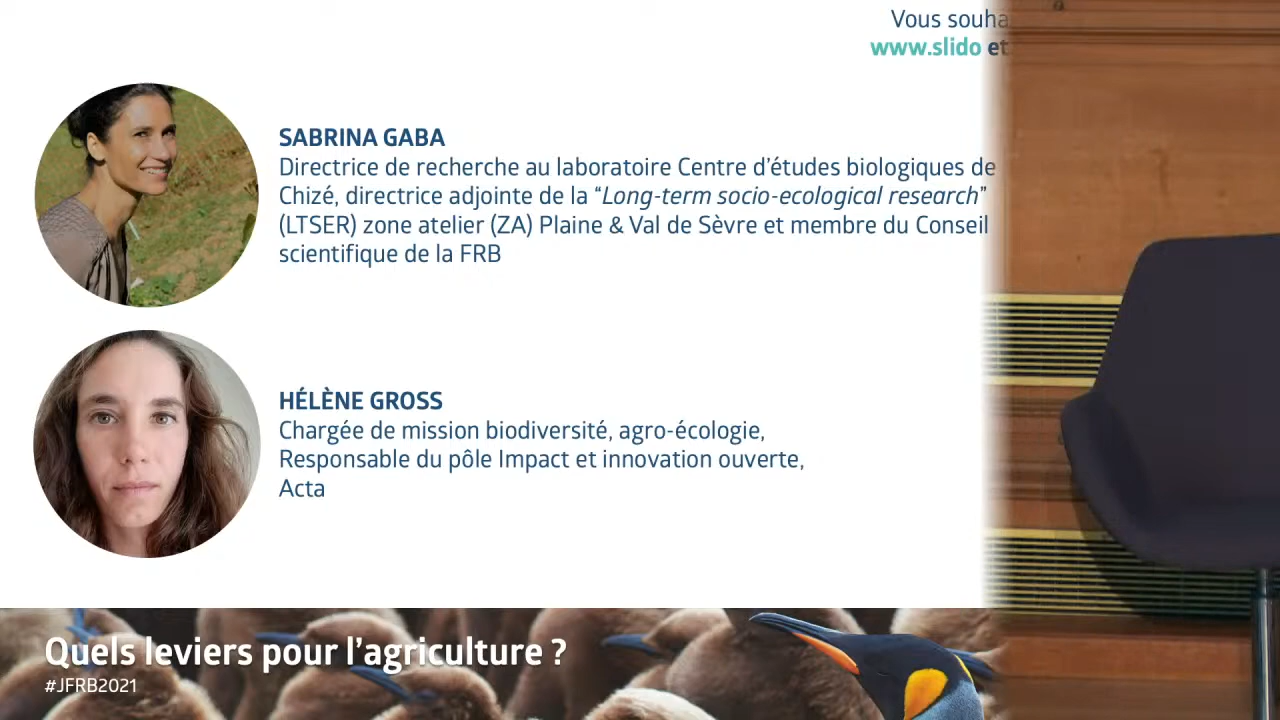 Vous souha
www.slido et
SABRINA GABA
Directrice de recherche au laboratoire Centre d’études biologiques de
Chizé, directrice adjointe de la “Long-term socio-ecological research”
(LTSER) zone atelier (ZA) Plaine & Val de Sèvre et membre du Conseil
scientifique de la FRB
HÉLÈNE GROSS
Chargée de mission biodiversité, agro-écologie,
Responsable du pôle Impact et innovation ouverte,
Acta
Quels leviers pour l’agriculture ?
#JFRB2021